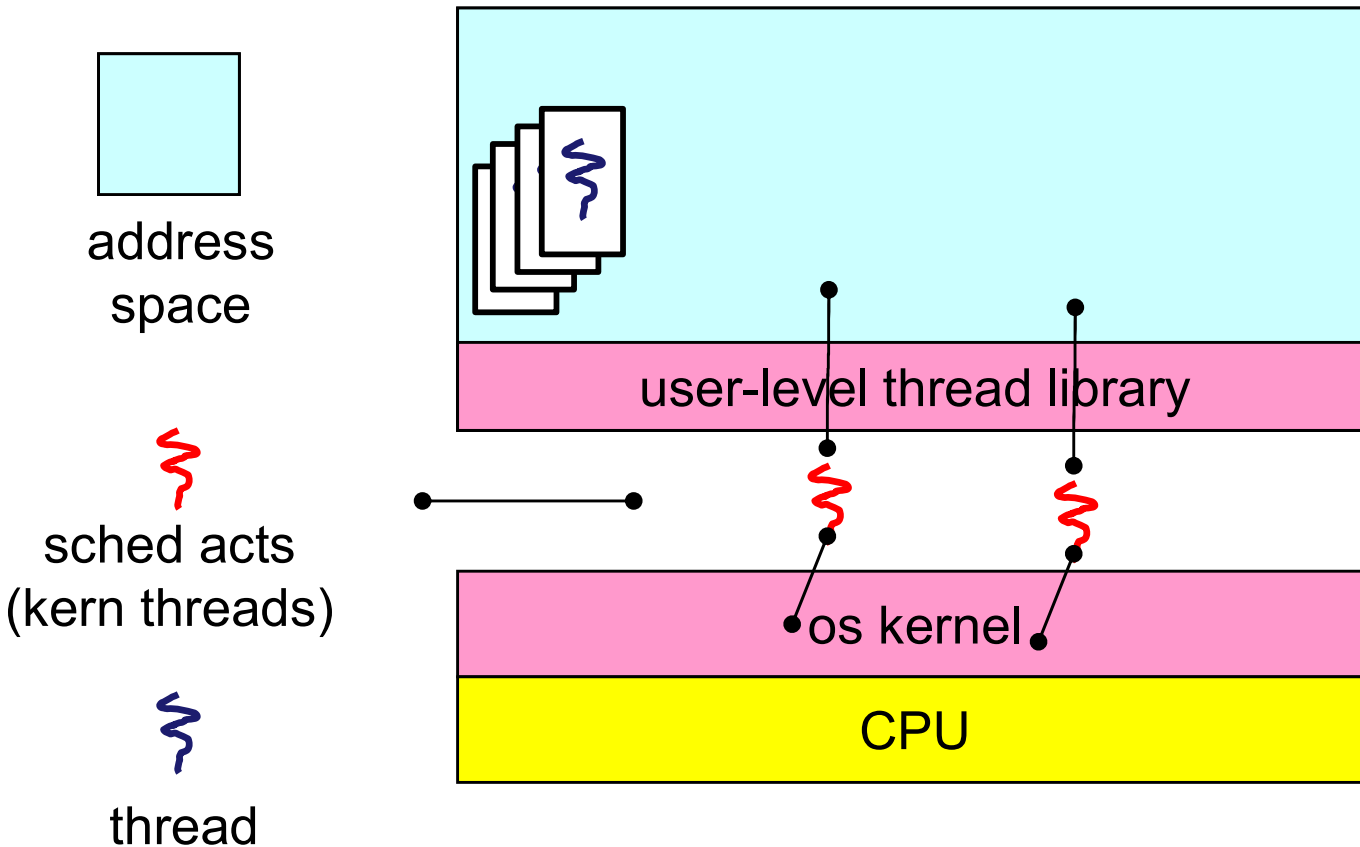 address
space
user-level thread library
sched acts
(kern threads)
os kernel
CPU
thread